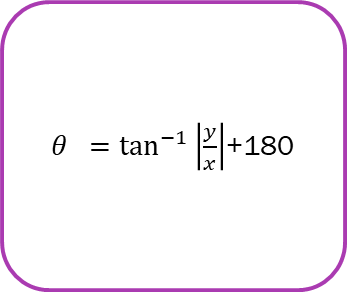 θ = tan⁻¹ |y/x|+180